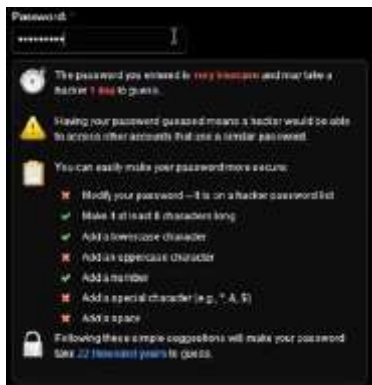 Password:
The password you entered is very insecure and may take a
hacker 1 day to guess.
Having your password guessed means a hacker would be able
to access other accounts that use a similar password.
You can easily make your password more secure:
Modify your password—it is on a hacker password list
Make it at least 8 characters long
Add a lowercase character
Add an uppercase character
Add a number
Add a special character (e.g., *, &, $)
Add a space
Following these simple suggestions will make your password
take 22 thousand years to guess.